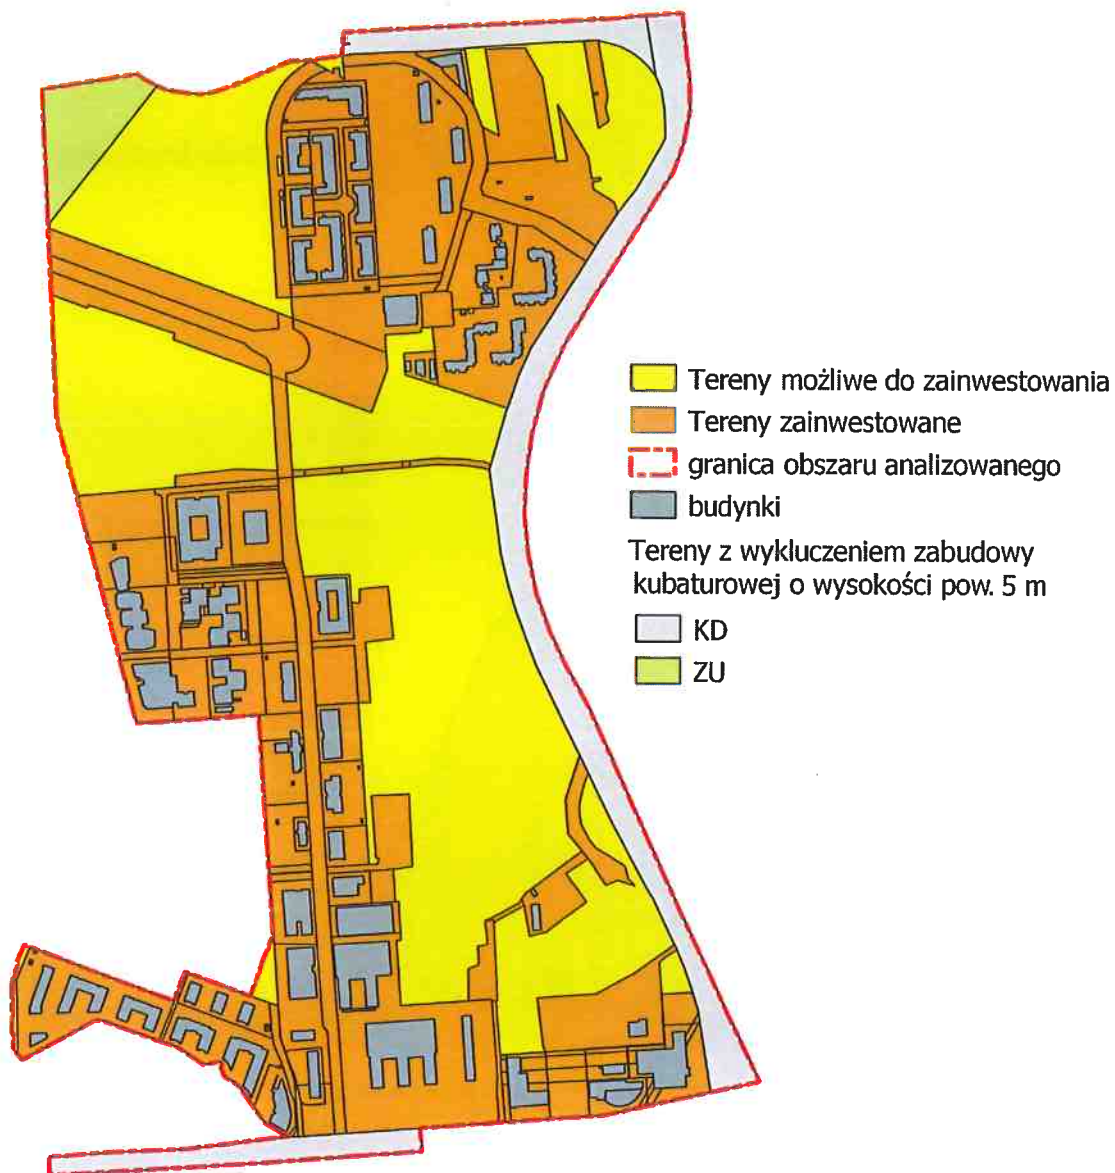 Tereny możliwe do zainwestowania
Tereny zainwestowane
granica obszaru analizowanego
budynki
Tereny z wykluczeniem zabudowy
kubaturowej o wysokości pow. 5 m
KD
ZU